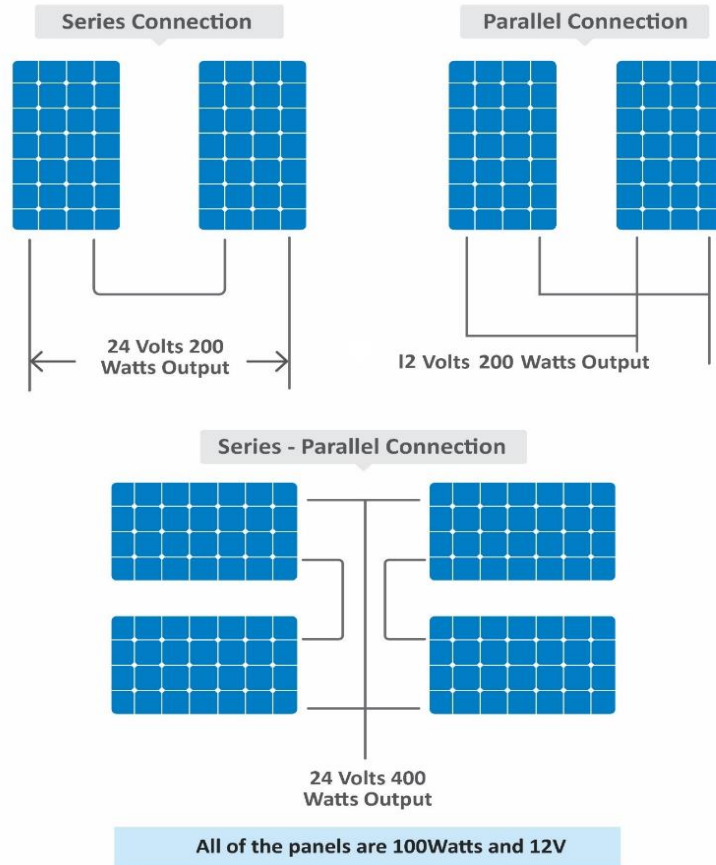 Series Connection
Parallel Connection
24 Volts 200
Watts Output
l2 Volts 200 Watts Output
Series - Parallel Connection
24 Volts 400
Watts Output
All of the panels are 100Watts and 12V